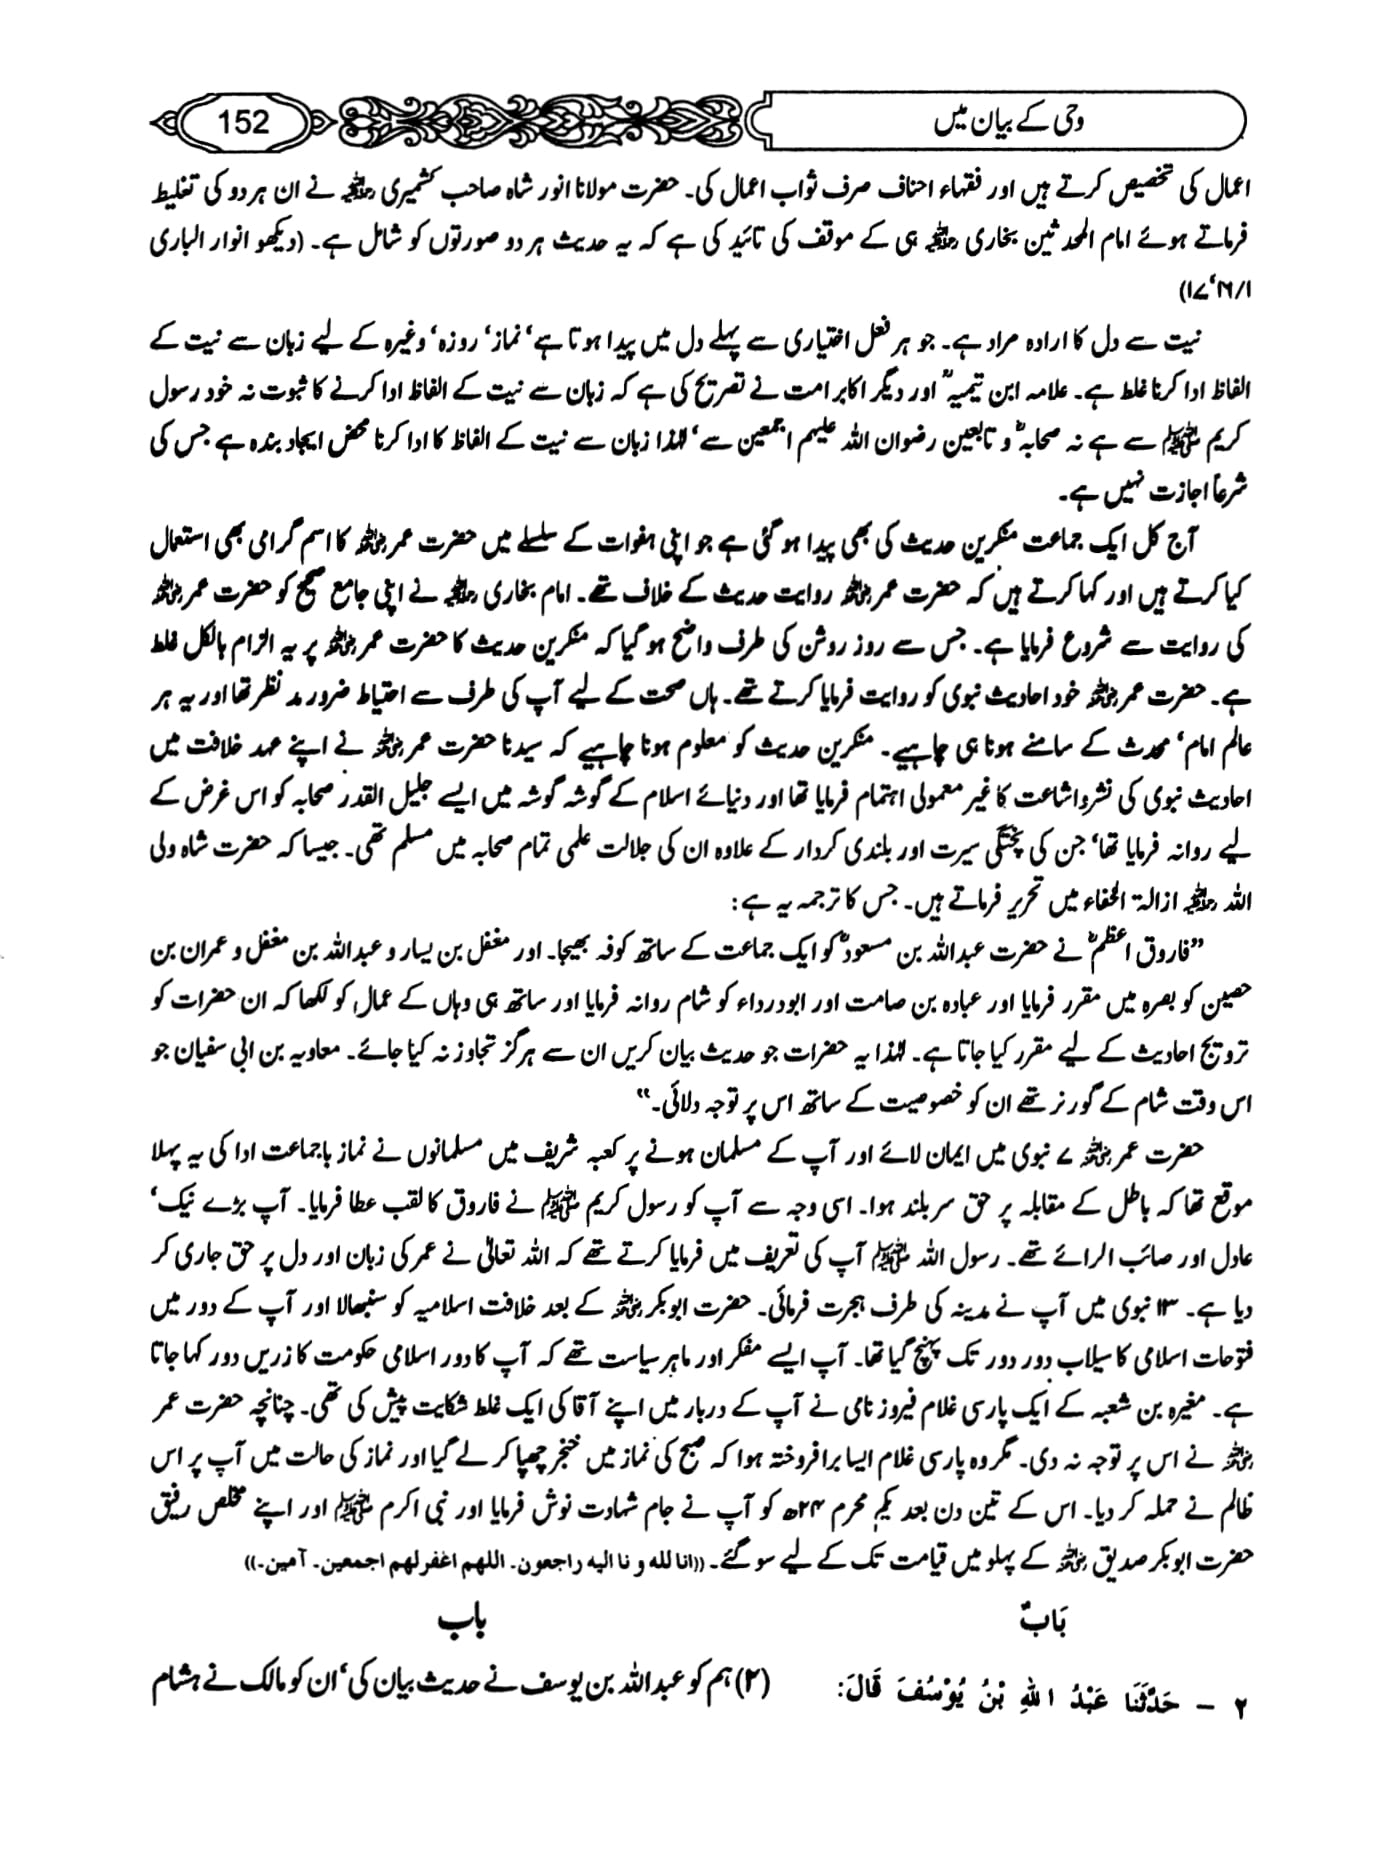 وحی کے بیان میں
152
اعمال کی تخصیص کرتے ہیں اور فقہاء احناف صرف ثواب اعمال کی۔ حضرت مولانا انور شاہ صاحب کشمیری رحمۃ اللہ علیہ نے ان ہر دو کی تغلیط
فرماتے ہوئے امام المحدثین بخاری رحمۃ اللہ علیہ ہی کے موقف کی تائید کی ہے کہ یہ حدیث ہر دو صورتوں کو شامل ہے۔ (دیکھو انوار الباری
۱/۱۶‘۱۷)
نیت سے دل کا ارادہ مراد ہے۔ جو ہر فعل اختیاری سے پہلے دل میں پیدا ہوتا ہے‘ نماز‘ روزہ‘ وغیرہ کے لیے زبان سے نیت کے
الفاظ ادا کرنا غلط ہے۔ علامہ ابن تیمیہؒ اور دیگر اکابر امت نے تصریح کی ہے کہ زبان سے نیت کے الفاظ ادا کرنے کا ثبوت نہ خود رسول
کریم ﷺ سے ہے نہ صحابہؓ و تابعین رضوان اللہ علیہم اجمعین سے‘ لہٰذا زبان سے نیت کے الفاظ کا ادا کرنا محض ایجاد بندہ ہے جس کی
شرعاً اجازت نہیں ہے۔
آج کل ایک جماعت منکرین حدیث کی بھی پیدا ہو گئی ہے جو اپنی ہفوات کے سلسلے میں حضرت عمر رضی اللہ عنہ کا اسم گرامی بھی استعمال
کیا کرتے ہیں اور کہا کرتے ہیں کہ حضرت عمر رضی اللہ عنہ روایت حدیث کے خلاف تھے۔ امام بخاری رحمۃ اللہ علیہ نے اپنی جامع صحیح کو حضرت عمر رضی اللہ عنہ
کی روایت سے شروع فرمایا ہے۔ جس سے روز روشن کی طرف واضح ہو گیا کہ منکرین حدیث کا حضرت عمر رضی اللہ عنہ پر یہ الزام بالکل غلط
ہے۔ حضرت عمر رضی اللہ عنہ خود احادیث نبوی کو روایت فرمایا کرتے تھے۔ ہاں صحت کے لیے آپ کی طرف سے احتیاط ضرور مد نظر تھا اور یہ ہر
عالم امام‘ محدث کے سامنے ہونا ہی چاہیے۔ منکرین حدیث کو معلوم ہونا چاہیے کہ سیدنا حضرت عمر رضی اللہ عنہ نے اپنے عہد خلافت میں
احادیث نبوی کی نشر و اشاعت کا غیر معمولی اہتمام فرمایا تھا اور دنیائے اسلام کے گوشہ گوشہ میں ایسے جلیل القدر صحابہ کو اس غرض کے
لیے روانہ فرمایا تھا‘ جن کی پختگی سیرت اور بلندی کردار کے علاوہ ان کی جلالت علمی تمام صحابہ میں مسلم تھی۔ جیسا کہ حضرت شاہ ولی
اللہ رحمۃ اللہ علیہ ازالۃ الخفاء میں تحریر فرماتے ہیں۔ جس کا ترجمہ یہ ہے:
”فاروق اعظمؓ نے حضرت عبداللہ بن مسعودؓ کو ایک جماعت کے ساتھ کوفہ بھیجا۔ اور مغفل بن یسار و عبداللہ بن مغفل و عمران بن
حصین کو بصرہ میں مقرر فرمایا اور عبادہ بن صامت اور ابودرداء کو شام روانہ فرمایا اور ساتھ ہی وہاں کے عمال کو لکھا کہ ان حضرات کو
ترویج احادیث کے لیے مقرر کیا جاتا ہے۔ لہٰذا یہ حضرات جو حدیث بیان کریں ان سے ہرگز تجاوز نہ کیا جائے۔ معاویہ بن ابی سفیان جو
اس وقت شام کے گورنر تھے ان کو خصوصیت کے ساتھ اس پر توجہ دلائی۔“
حضرت عمر رضی اللہ عنہ ۷ نبوی میں ایمان لائے اور آپ کے مسلمان ہونے پر کعبہ شریف میں مسلمانوں نے نماز باجماعت ادا کی یہ پہلا
موقع تھا کہ باطل کے مقابلہ پر حق سربلند ہوا۔ اسی وجہ سے آپ کو رسول کریم ﷺ نے فاروق کا لقب عطا فرمایا۔ آپ بڑے نیک‘
عادل اور صائب الرائے تھے۔ رسول اللہ ﷺ آپ کی تعریف میں فرمایا کرتے تھے کہ اللہ تعالیٰ نے عمر کی زبان اور دل پر حق جاری کر
دیا ہے۔ ۱۳ نبوی میں آپ نے مدینہ کی طرف ہجرت فرمائی۔ حضرت ابوبکر رضی اللہ عنہ کے بعد خلافت اسلامیہ کو سنبھالا اور آپ کے دور میں
فتوحات اسلامی کا سیلاب دور دور تک پہنچ گیا تھا۔ آپ ایسے مفکر اور ماہر سیاست تھے کہ آپ کا دور اسلامی حکومت کا زریں دور کہا جاتا
ہے۔ مغیرہ بن شعبہ کے ایک پارسی غلام فیروز نامی نے آپ کے دربار میں اپنے آقا کی ایک غلط شکایت پیش کی تھی۔ چنانچہ حضرت عمر
رضی اللہ عنہ نے اس پر توجہ نہ دی۔ مگر وہ پارسی غلام ایسا برافروختہ ہوا کہ صبح کی نماز میں خنجر چھپا کر لے گیا اور نماز کی حالت میں آپ پر اس
ظالم نے حملہ کر دیا۔ اس کے تین دن بعد یکم محرم ۲۴ھ کو آپ نے جام شہادت نوش فرمایا اور نبی اکرم ﷺ اور اپنے مخلص رفیق
حضرت ابوبکر صدیق رضی اللہ عنہ کے پہلو میں قیامت تک کے لیے سو گئے۔ ((انا لله و نا اليه راجعون۔ اللهم اغفر لهم اجمعين۔ آمين۔))
بَابٌ
باب
۲ – حَدَّثَنَا عَبْدُ اللهِ بْنُ يُوْسُفَ قَالَ:
(۲) ہم کو عبداللہ بن یوسف نے حدیث بیان کی‘ ان کو مالک نے ہشام